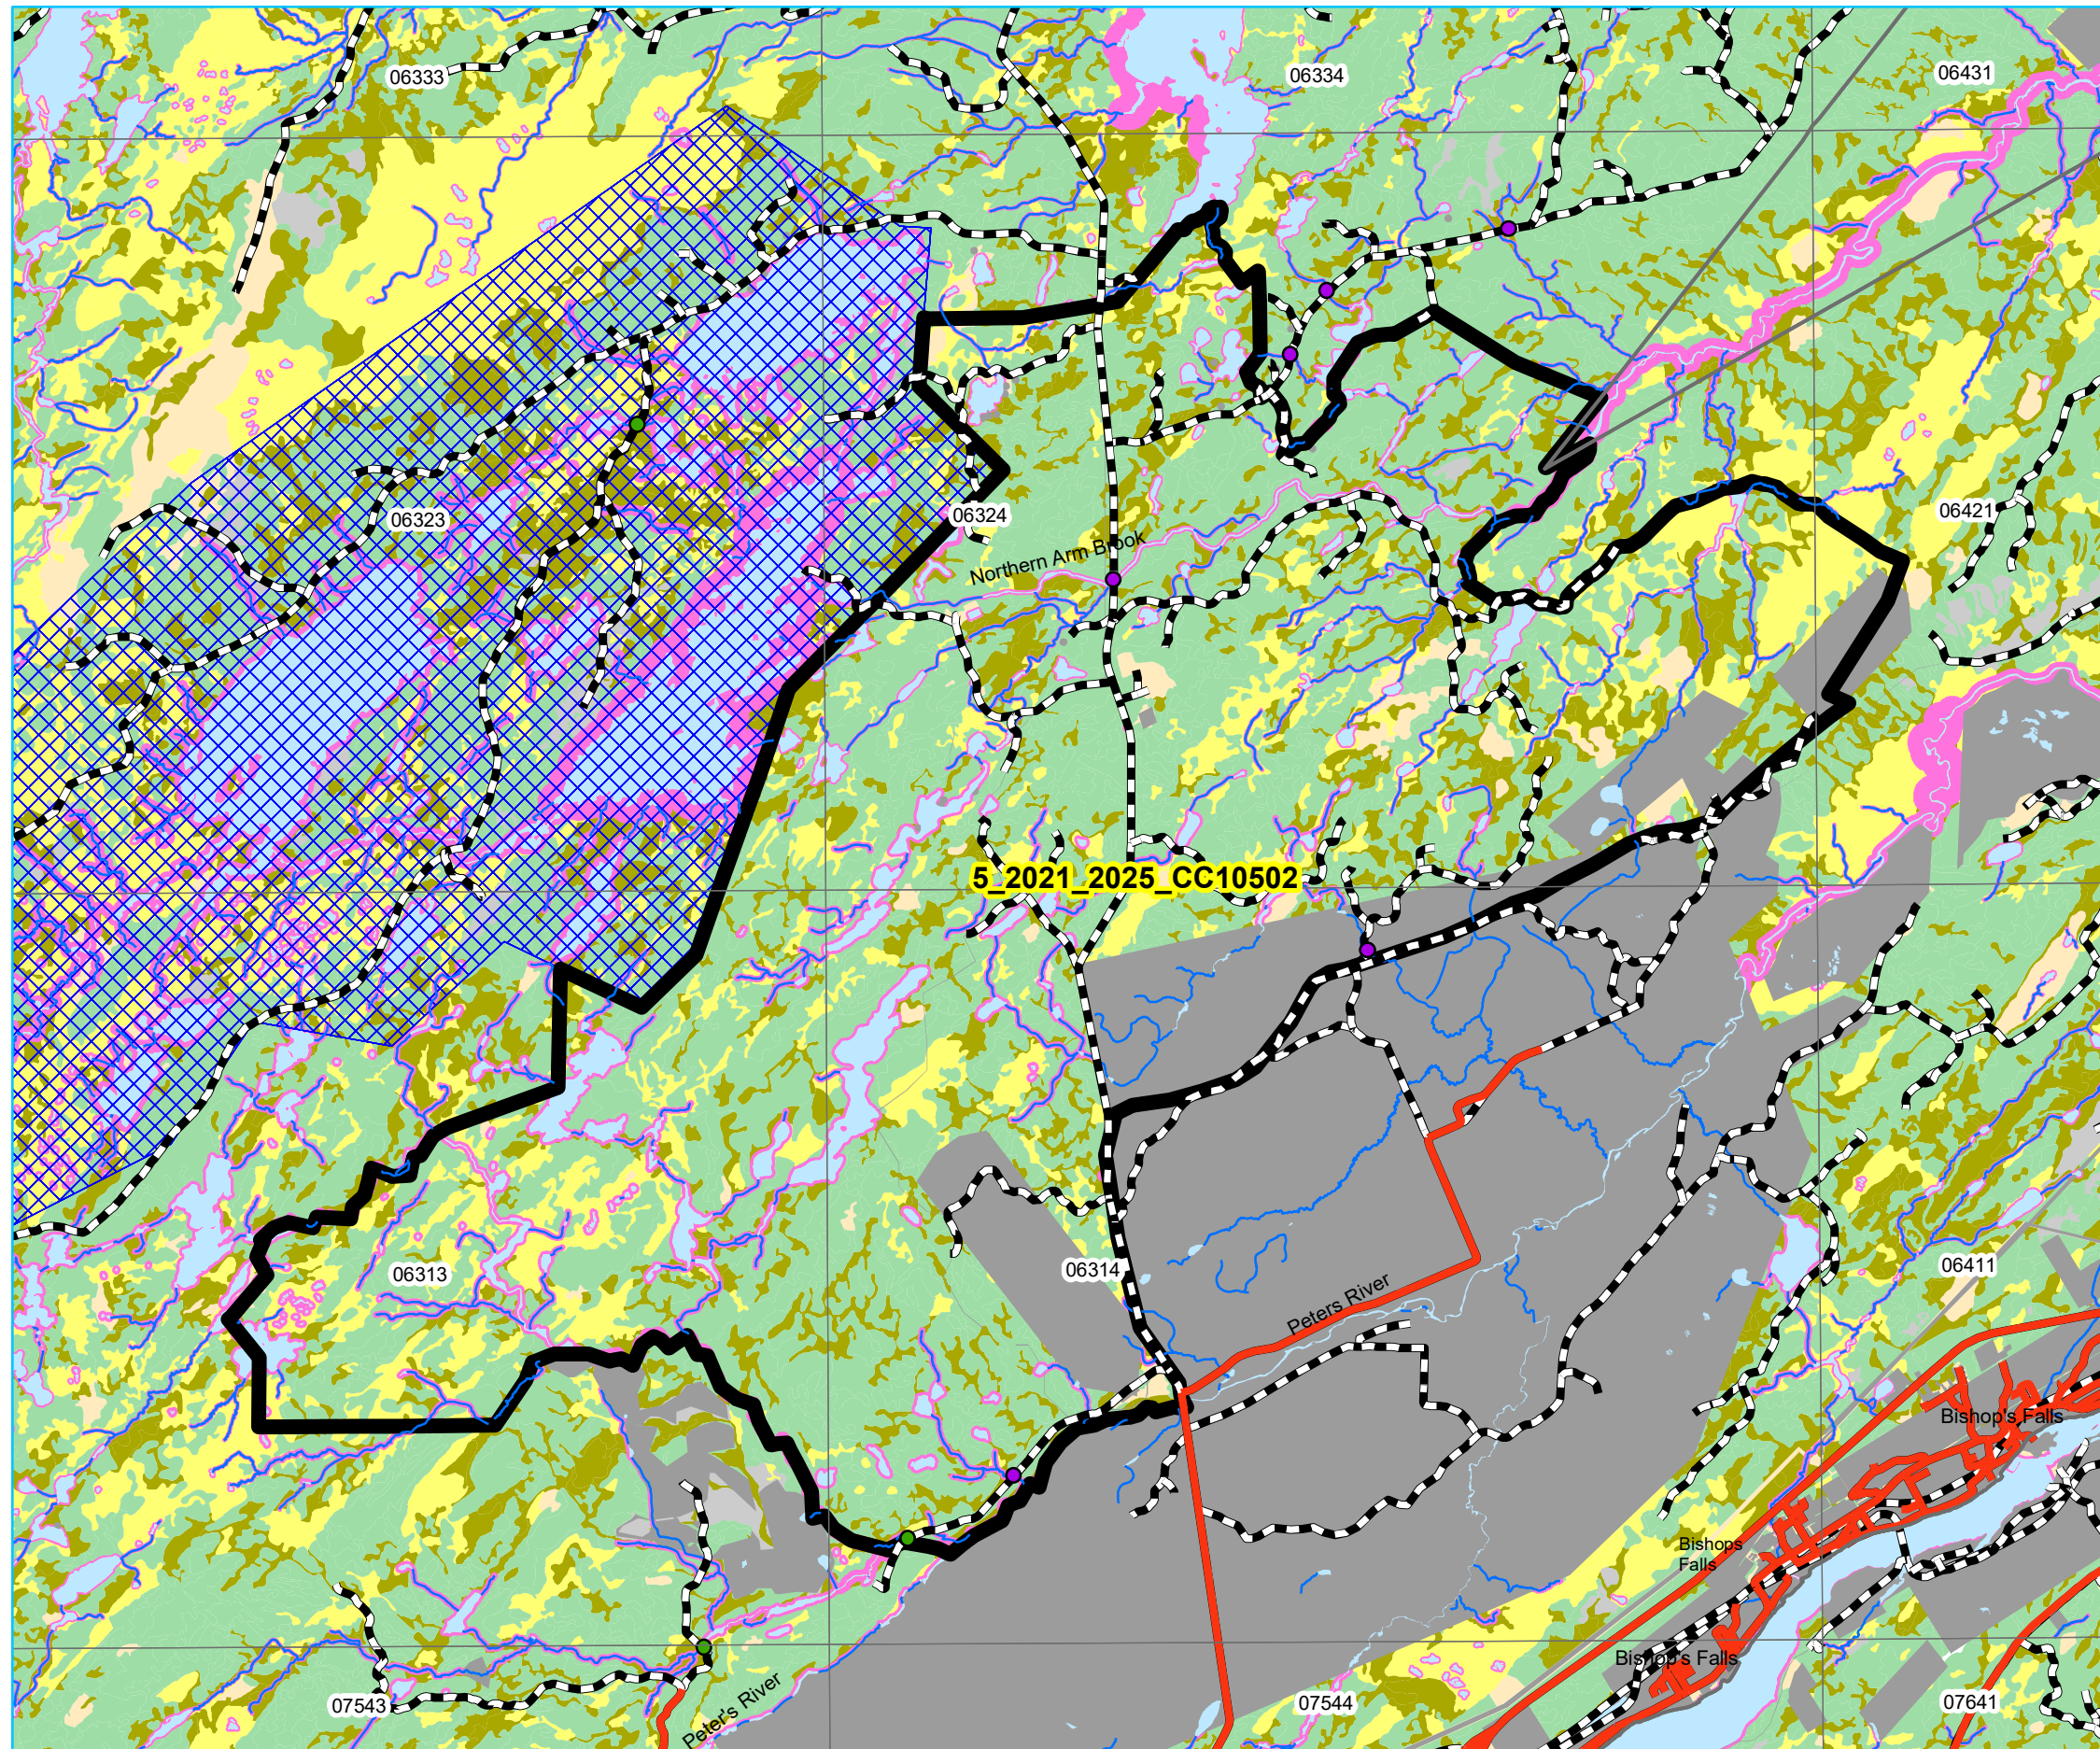 06333
06334
06431
06323
06324
06421
Northern Arm Brook
5_2021_2025_CC10502
06313
06314
06411
Peters River
Bishop's Falls
Bishops
Falls
Bishop's Falls
07543
Peter's River
07544
07641